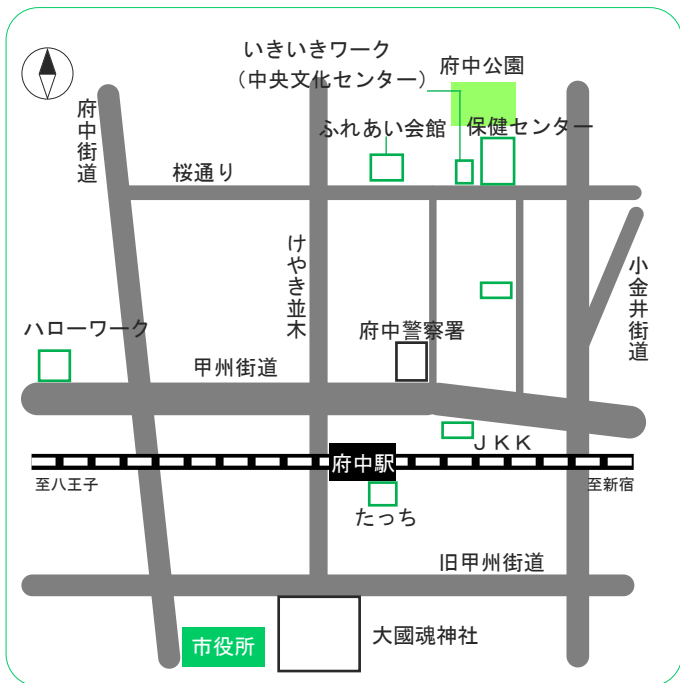 いきいきワーク
（中央文化センター）
府中公園
府中街道
ふれあい会館
保健センター
桜通り
けやき並木
小金井街道
ハローワーク
府中警察署
甲州街道
ＪＫＫ
府中駅
至八王子
至新宿
たっち
旧甲州街道
市役所
大國魂神社